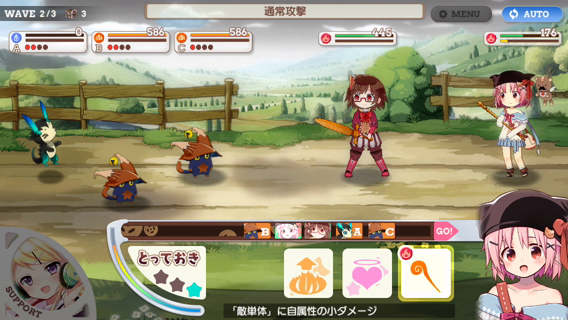 WAVE 2/3 3
通常攻撃
MENU
AUTO
0
A
586
B
586
C
445
176
B
A
C
GO!
SUPPORT
とっておき
「敵単体」に自属性の小ダメージ